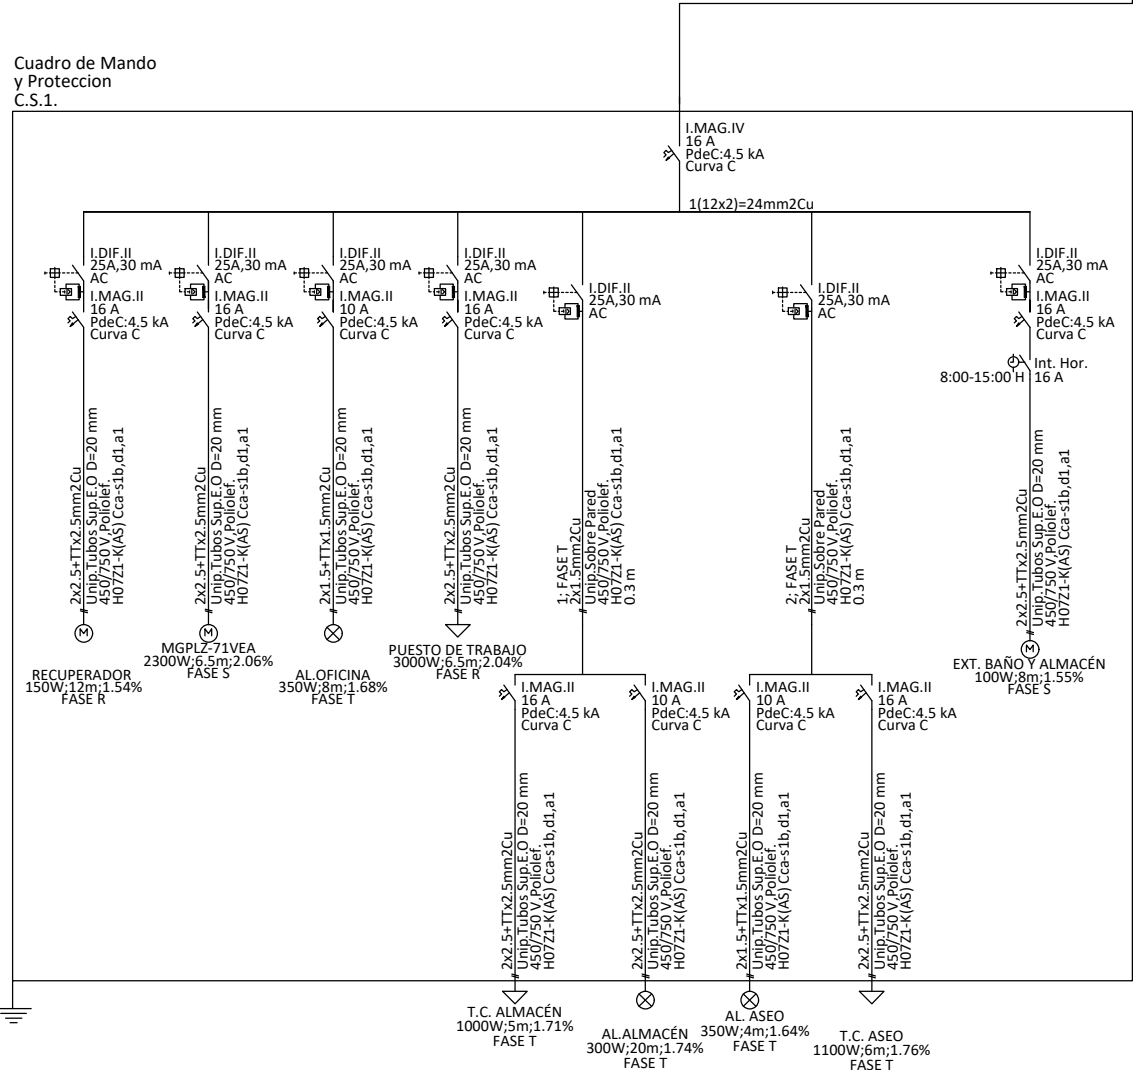 Cuadro de Mando
y Proteccion
C.S.1.
I.MAG.IV
16 A
PdeC:4.5 kA
Curva C
1(12x2)=24mm2Cu
I.DIF.II
25A,30 mA
AC
I.MAG.II
16 A
PdeC:4.5 kA
Curva C
2x2.5+TTx2.5mm2Cu
Unip.Tubos Sup.E.O D=20 mm
450/750 V,Poliolef.
H07Z1-K(AS) Cca-s1b,d1,a1
M
RECUPERADOR
150W;12m;1.54%
FASE R
I.DIF.II
25A,30 mA
AC
I.MAG.II
16 A
PdeC:4.5 kA
Curva C
2x2.5+TTx2.5mm2Cu
Unip.Tubos Sup.E.O D=20 mm
450/750 V,Poliolef.
H07Z1-K(AS) Cca-s1b,d1,a1
M
MGPLZ-71VEA
2300W;6.5m;2.06%
FASE S
I.DIF.II
25A,30 mA
AC
I.MAG.II
10 A
PdeC:4.5 kA
Curva C
2x1.5+TTx1.5mm2Cu
Unip.Tubos Sup.E.O D=20 mm
450/750 V,Poliolef.
H07Z1-K(AS) Cca-s1b,d1,a1
AL.OFICINA
350W;8m;1.68%
FASE T
I.DIF.II
25A,30 mA
AC
I.MAG.II
16 A
PdeC:4.5 kA
Curva C
2x2.5+TTx2.5mm2Cu
Unip.Tubos Sup.E.O D=20 mm
450/750 V,Poliolef.
H07Z1-K(AS) Cca-s1b,d1,a1
PUESTO DE TRABAJO
3000W;6.5m;2.04%
FASE R
I.DIF.II
25A,30 mA
AC
1; FASE T
2x1.5mm2Cu
Unip.Sobre Pared
450/750 V,Poliolef.
H07Z1-K(AS) Cca-s1b,d1,a1
0.3 m
I.DIF.II
25A,30 mA
AC
2; FASE T
2x1.5mm2Cu
Unip.Sobre Pared
450/750 V,Poliolef.
H07Z1-K(AS) Cca-s1b,d1,a1
0.3 m
I.DIF.II
25A,30 mA
AC
I.MAG.II
16 A
PdeC:4.5 kA
Curva C
Int. Hor.
8:00-15:00 H
16 A
2x2.5+TTx2.5mm2Cu
Unip.Tubos Sup.E.O D=20 mm
450/750 V,Poliolef.
H07Z1-K(AS) Cca-s1b,d1,a1
M
EXT. BAÑO Y ALMACÉN
100W;8m;1.55%
FASE S
I.MAG.II
16 A
PdeC:4.5 kA
Curva C
2x2.5+TTx2.5mm2Cu
Unip.Tubos Sup.E.O D=20 mm
450/750 V,Poliolef.
H07Z1-K(AS) Cca-s1b,d1,a1
T.C. ALMACÉN
1000W;5m;1.71%
FASE T
I.MAG.II
10 A
PdeC:4.5 kA
Curva C
2x2.5+TTx2.5mm2Cu
Unip.Tubos Sup.E.O D=20 mm
450/750 V,Poliolef.
H07Z1-K(AS) Cca-s1b,d1,a1
AL.ALMACÉN
300W;20m;1.74%
FASE T
I.MAG.II
10 A
PdeC:4.5 kA
Curva C
2x1.5+TTx1.5mm2Cu
Unip.Tubos Sup.E.O D=20 mm
450/750 V,Poliolef.
H07Z1-K(AS) Cca-s1b,d1,a1
AL. ASEO
350W;4m;1.64%
FASE T
I.MAG.II
16 A
PdeC:4.5 kA
Curva C
2x2.5+TTx2.5mm2Cu
Unip.Tubos Sup.E.O D=20 mm
450/750 V,Poliolef.
H07Z1-K(AS) Cca-s1b,d1,a1
T.C. ASEO
1100W;6m;1.76%
FASE T